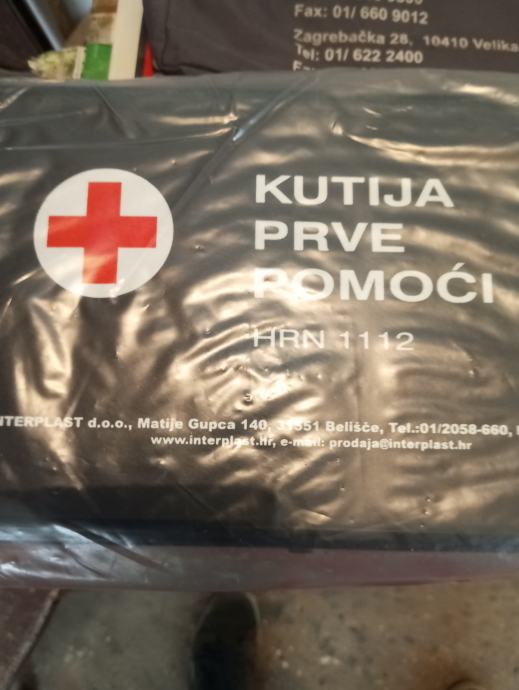 Fax: 01/ 660 9012
Zagrebačka 28, 10410 Velika
Tel: 01/ 622 2400
KUTIJA
PRVE
POMOĆI
HRN 1112
INTERPLAST d.o.o., Matije Gupca 140, 31551 Belišće, Tel.:01/2058-660,
www.interplast.hr, e-mail: prodaja@interplast.hr